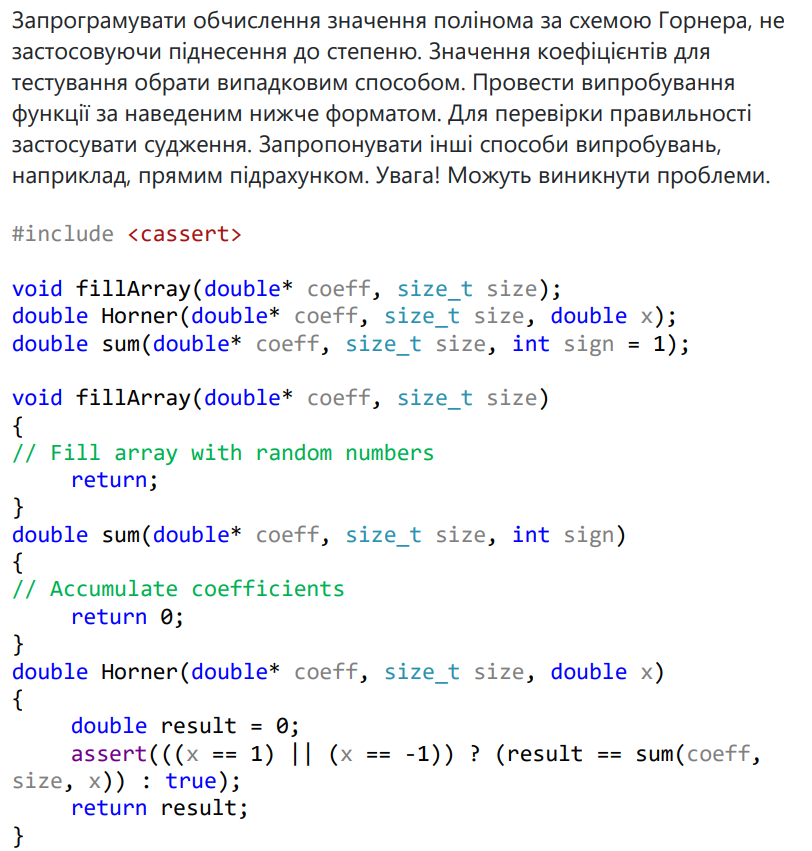 Запрограмувати обчислення значення полінома за схемою Горнера, не
застосовуючи піднесення до степеню. Значення коефіцієнтів для
тестування обрати випадковим способом. Провести випробування
функції за наведеним нижче форматом. Для перевірки правильності
застосувати судження. Запропонувати інші способи випробувань,
наприклад, прямим підрахунком. Увага! Можуть виникнути проблеми.
#include <cassert>
void fillArray(double* coeff, size_t size);
double Horner(double* coeff, size_t size, double x);
double sum(double* coeff, size_t size, int sign = 1);
void fillArray(double* coeff, size_t size)
{
// Fill array with random numbers
return;
}
double sum(double* coeff, size_t size, int sign)
{
// Accumulate coefficients
return 0;
}
double Horner(double* coeff, size_t size, double x)
{
double result = 0;
assert(((x == 1) || (x == -1)) ? (result == sum(coeff,
size, x)) : true);
return result;
}